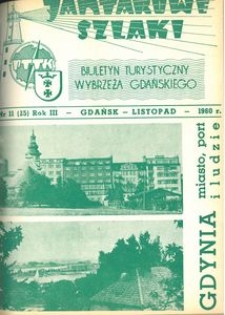 JANTAROWE
SZLAKI
PTTK
BIULETYN TURYSTYCZNY
WYBRZEŻA GDAŃSKIEGO
Nr 11 (25) Rok III — GDAŃSK — LISTOPAD — 1960 r.
GDYNIA miasto, port
i ludzie